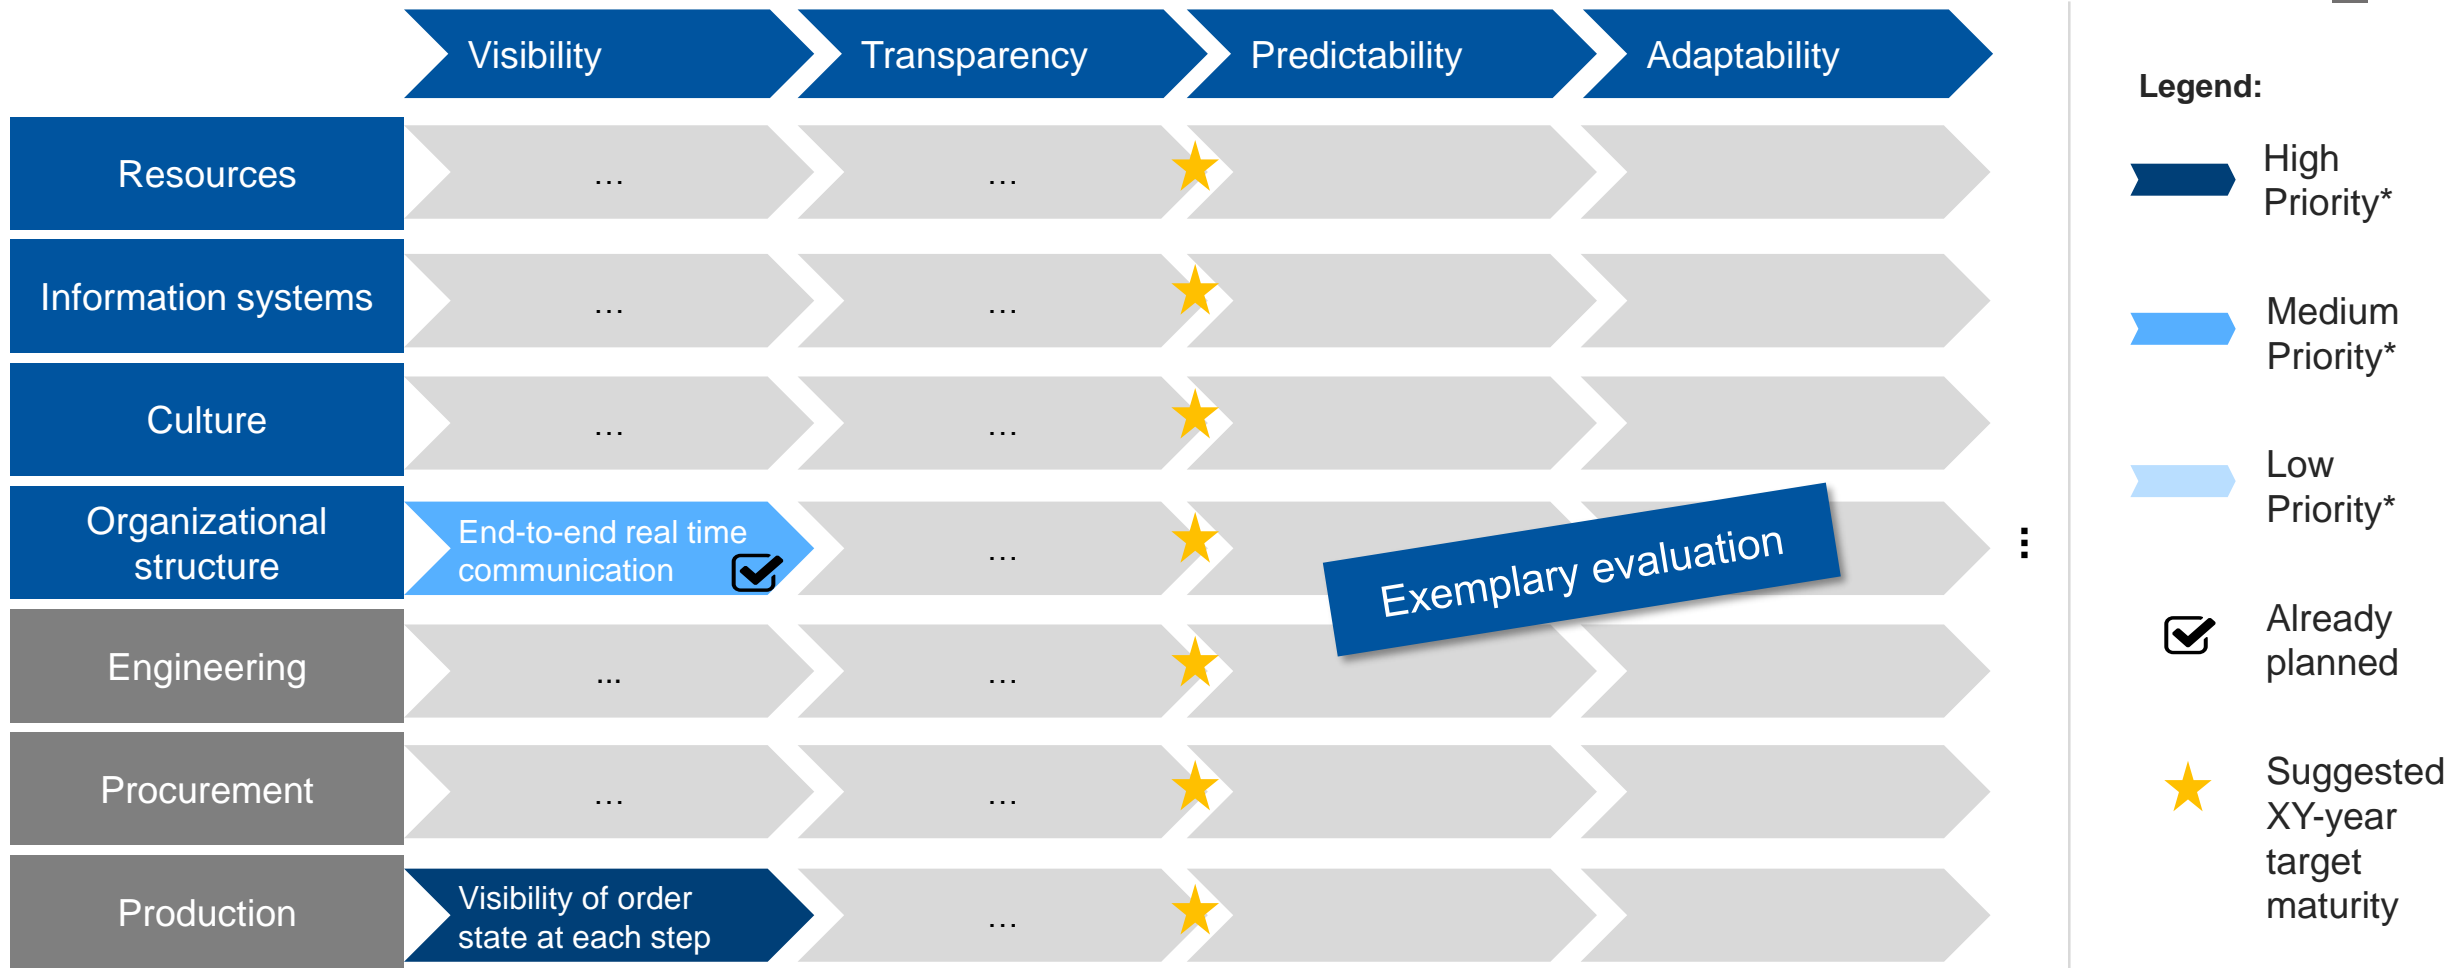 Visibility
Transparency
Predictability
Adaptability
Resources
...
...
Information systems
...
...
Culture
...
...
Organizational
structure
End-to-end real time
communication
...
Exemplary evaluation
Engineering
...
...
Procurement
...
...
Production
Visibility of order
state at each step
...
...
Legend:
High
Priority*
Medium
Priority*
Low
Priority*
Already
planned
Suggested
XY-year
target
maturity